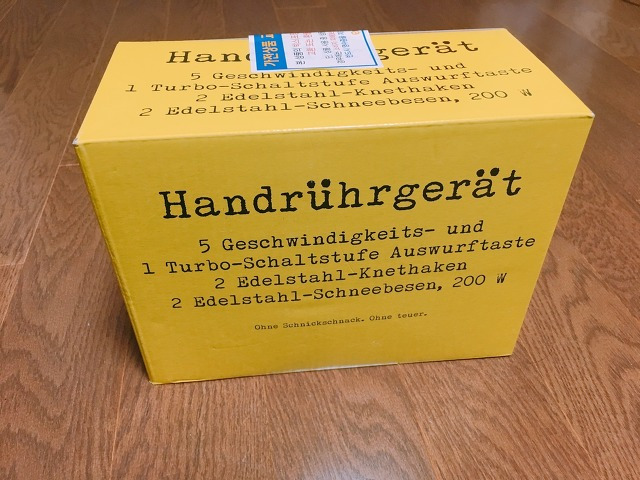 Handrührgerät
5 Geschwindigkeits- und
1 Turbo-Schaltstufe Auswurftaste
2 Edelstahl-Knethaken
2 Edelstahl-Schneebesen, 200 W
Handrührgerät
5 Geschwindigkeits- und
1 Turbo-Schaltstufe Auswurftaste
2 Edelstahl-Knethaken
2 Edelstahl-Schneebesen, 200 W
Ohne Schnickschnack. Ohne teuer.